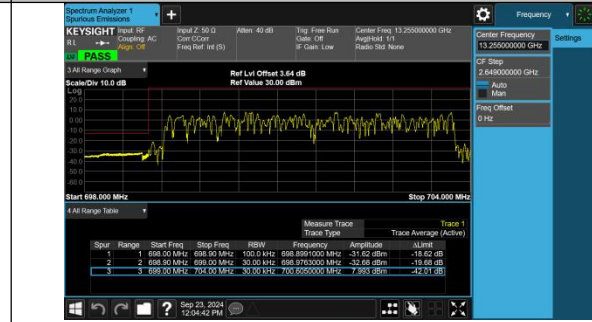 Spectrum Analyzer 1
Spurious Emissions
+
Frequency
KEYSIGHT
Input: RF
Input Z: 50 Ω
Atten: 40 dB
Trig: Free Run
Center Freq: 13.255000000 GHz
RL
Coupling: AC
Corr CCorr
Gate: Off
Avg|Hold: 1/1
Align: Off
Freq Ref: Int (S)
IF Gain: Low
Radio Std: None
PASS
Center Frequency
13.255000000 GHz
Settings
CF Step
2.649000000 GHz
Auto
Man
Freq Offset
0 Hz
3 All Range Graph
Ref Lvl Offset 3.64 dB
Scale/Div 10.0 dB
Ref Value 30.00 dBm
Log
20.0
10.0
0.00
-10.0
-20.0
-30.0
-40.0
-50.0
-60.0
Start 698.000 MHz
Stop 704.000 MHz
4 All Range Table
Measure Trace
Trace 1
Trace Type
Trace Average (Active)
Spur Range Start Freq Stop Freq RBW Frequency Amplitude ΔLimit
1 1 698.00 MHz 698.90 MHz 100.0 kHz 698.8991000 MHz -31.62 dBm -18.62 dB
2 2 698.90 MHz 699.00 MHz 30.00 kHz 698.9763000 MHz -32.68 dBm -19.68 dB
3 3 699.00 MHz 704.00 MHz 30.00 kHz 700.6050000 MHz 7.993 dBm -42.01 dB
?
Sep 23, 2024
12:04:42 PM